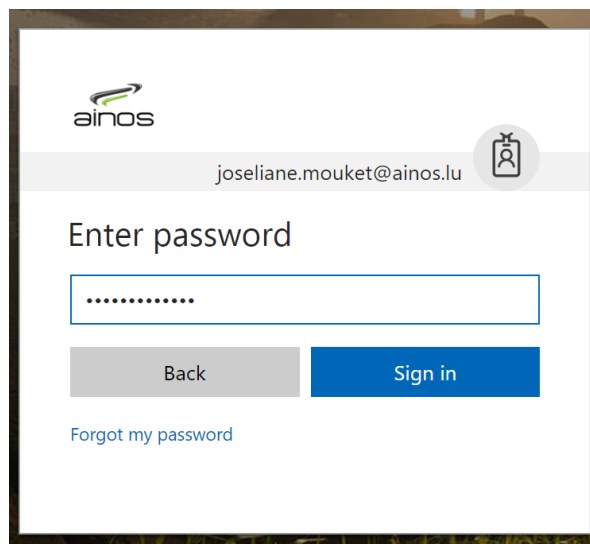 ainos
joseliane.mouket@ainos.lu
Enter password
•••••••••••••
Back
Sign in
Forgot my password